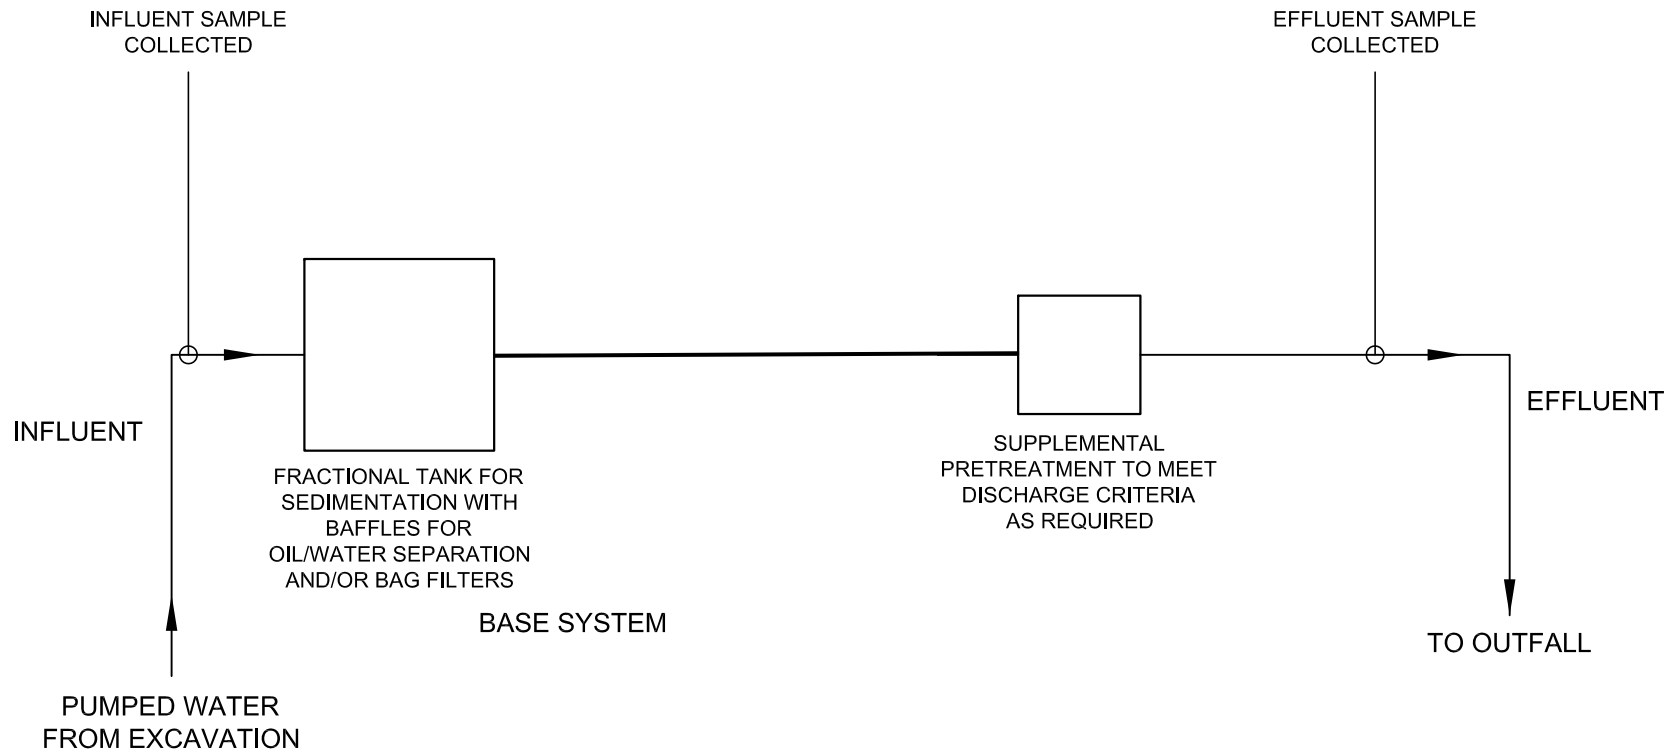 INFLUENT SAMPLE
COLLECTED
EFFLUENT SAMPLE
COLLECTED
INFLUENT
EFFLUENT
FRACTIONAL TANK FOR
SEDIMENTATION WITH
BAFFLES FOR
OIL/WATER SEPARATION
AND/OR BAG FILTERS
SUPPLEMENTAL
PRETREATMENT TO MEET
DISCHARGE CRITERIA
AS REQUIRED
BASE SYSTEM
TO OUTFALL
PUMPED WATER
FROM EXCAVATION